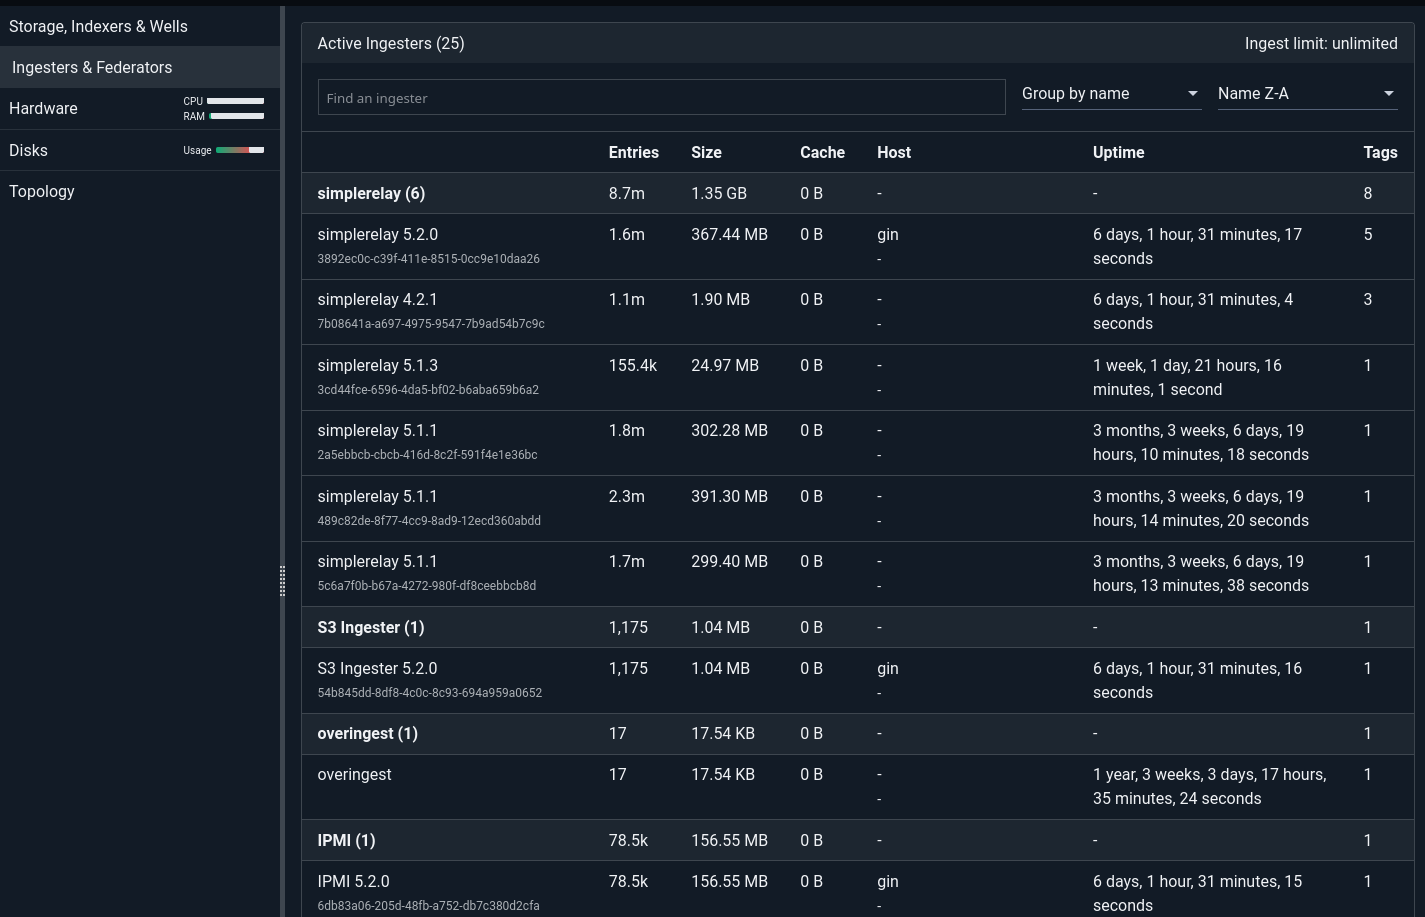 Storage, Indexers & Wells
Ingesters & Federators
Hardware CPU
RAM
Disks Usage
Topology
Active Ingesters (25) Ingest limit: unlimited
Find an ingester Group by name Name Z-A
Entries Size Cache Host Uptime Tags
simplerelay (6) 8.7m 1.35 GB 0 B - - 8
simplerelay 5.2.0 1.6m 367.44 MB 0 B gin 6 days, 1 hour, 31 minutes, 17 5
3892ec0c-c39f-411e-8515-0cc9e10daa26 - seconds
simplerelay 4.2.1 1.1m 1.90 MB 0 B - 6 days, 1 hour, 31 minutes, 4 3
7b08641a-a697-4975-9547-7b9ad54b7c9c - seconds
simplerelay 5.1.3 155.4k 24.97 MB 0 B - 1 week, 1 day, 21 hours, 16 1
3cd44fce-6596-4da5-bf02-b6aba659b6a2 - minutes, 1 second
simplerelay 5.1.1 1.8m 302.28 MB 0 B - 3 months, 3 weeks, 6 days, 19 1
2a5ebbcb-cbcb-416d-8c2f-591f4e1e36bc - hours, 10 minutes, 18 seconds
simplerelay 5.1.1 2.3m 391.30 MB 0 B - 3 months, 3 weeks, 6 days, 19 1
489c82de-8f77-4cc9-8ad9-12ecd360abdd - hours, 14 minutes, 20 seconds
simplerelay 5.1.1 1.7m 299.40 MB 0 B - 3 months, 3 weeks, 6 days, 19 1
5c6a7f0b-b67a-4272-980f-df8ceebbcb8d - hours, 13 minutes, 38 seconds
S3 Ingester (1) 1,175 1.04 MB 0 B - - 1
S3 Ingester 5.2.0 1,175 1.04 MB 0 B gin 6 days, 1 hour, 31 minutes, 16 1
54b845dd-8df8-4c0c-8c93-694a959a0652 - seconds
overingest (1) 17 17.54 KB 0 B - - 1
overingest 17 17.54 KB 0 B - 1 year, 3 weeks, 3 days, 17 hours, 1
- 35 minutes, 24 seconds
IPMI (1) 78.5k 156.55 MB 0 B - - 1
IPMI 5.2.0 78.5k 156.55 MB 0 B gin 6 days, 1 hour, 31 minutes, 15 1
6db83a06-205d-48fb-a752-db7c380d2cfa - seconds